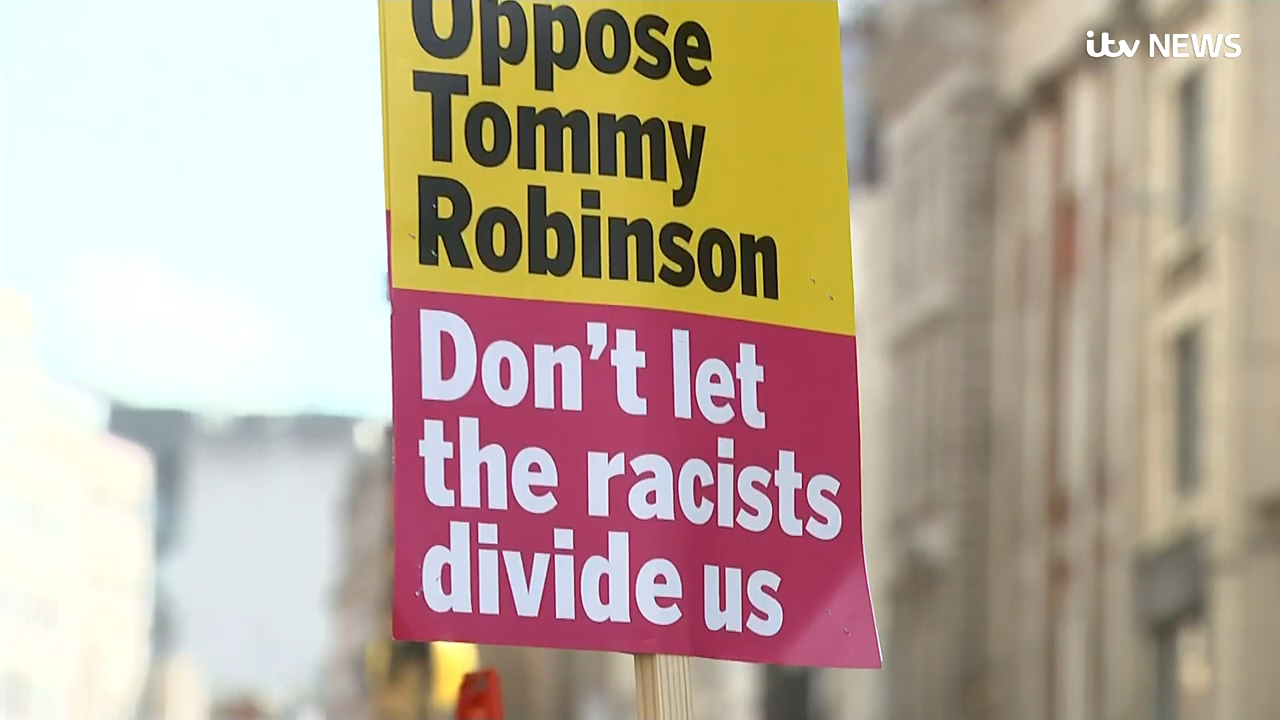 itv NEWS
Oppose
Tommy
Robinson
Don't let
the racists
divide us